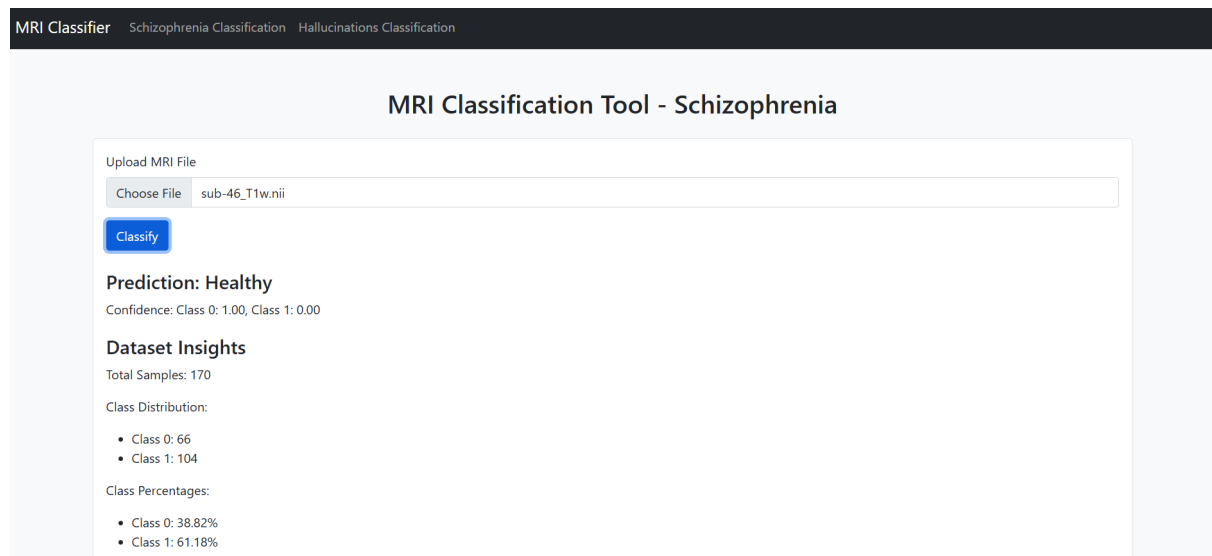 MRI Classifier Schizophrenia Classification Hallucinations Classification
MRI Classification Tool - Schizophrenia
Upload MRI File
Choose File sub-46_T1w.nii
Classify
Prediction: Healthy
Confidence: Class 0: 1.00, Class 1: 0.00
Dataset Insights
Total Samples: 170
Class Distribution:
• Class 0: 66
• Class 1: 104
Class Percentages:
• Class 0: 38.82%
• Class 1: 61.18%